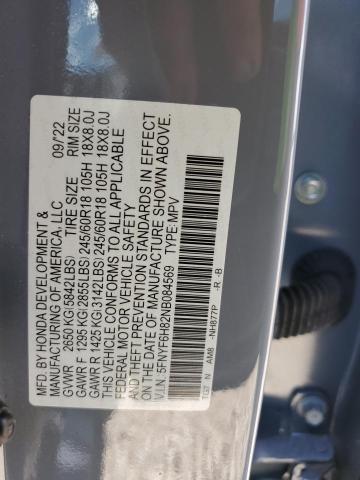 MFD. BY HONDA DEVELOPMENT &
MANUFACTURING OF AMERICA, LLC 09/22
GVWR 2650 KG(5842LBS) TIRE SIZE RIM SIZE
GAWR F 1295 KG(2855LBS) 245/60R18 105H 18X8.0J
GAWR R 1425 KG(3142LBS) 245/60R18 105H 18X8.0J
THIS VEHICLE CONFORMS TO ALL APPLICABLE
FEDERAL MOTOR VEHICLE SAFETY
AND THEFT PREVENTION STANDARDS IN EFFECT
ON THE DATE OF MANUFACTURE SHOWN ABOVE.
V.I.N. 5FNYF6H82NB084569 TYPE:MPV
TGT N AM8 -NH877P -R -B